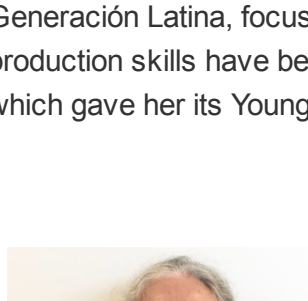 Generación Latina, focus
production skills have be
which gave her its Young